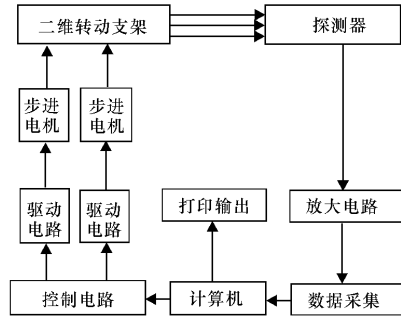 二维转动支架
探测器
步进
电机
步进
电机
驱动
电路
驱动
电路
打印输出
放大电路
控制电路
计算机
数据采集